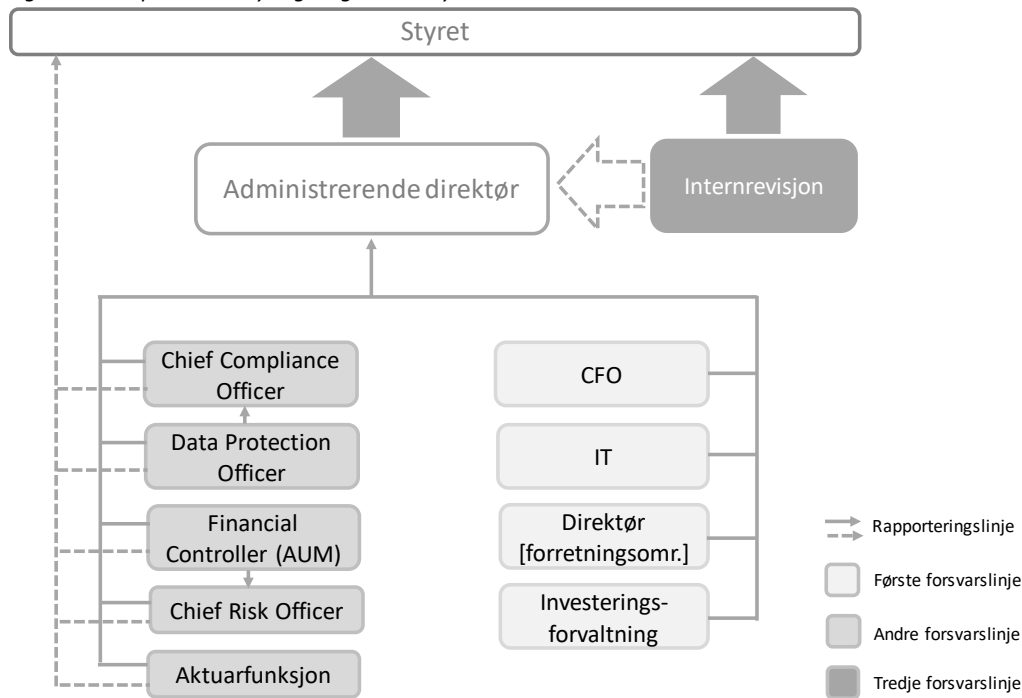 Styret
Administrerende direktør
Internrevisjon
Chief Compliance
Officer
Data Protection
Officer
Financial
Controller (AUM)
Chief Risk Officer
Aktuarfunksjon
CFO
IT
Direktør
[forretningsomr.]
Investerings-
forvaltning
Rapporteringslinje
Første forsvarslinje
Andre forsvarslinje
Tredje forsvarslinje